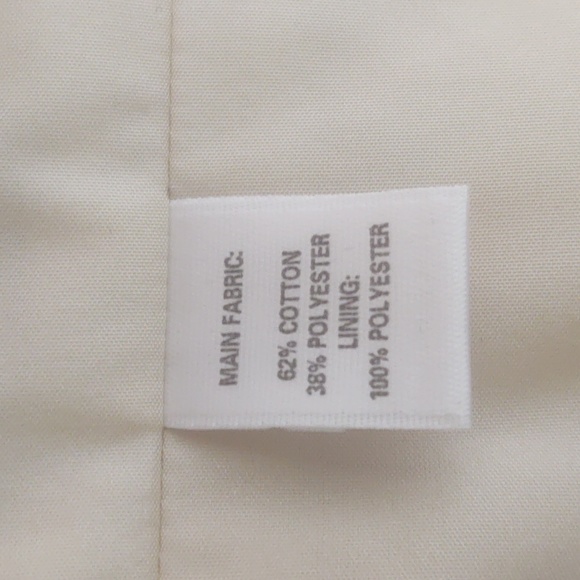 MAIN FABRIC:
62% COTTON
38% POLYESTER
LINING:
100% POLYESTER